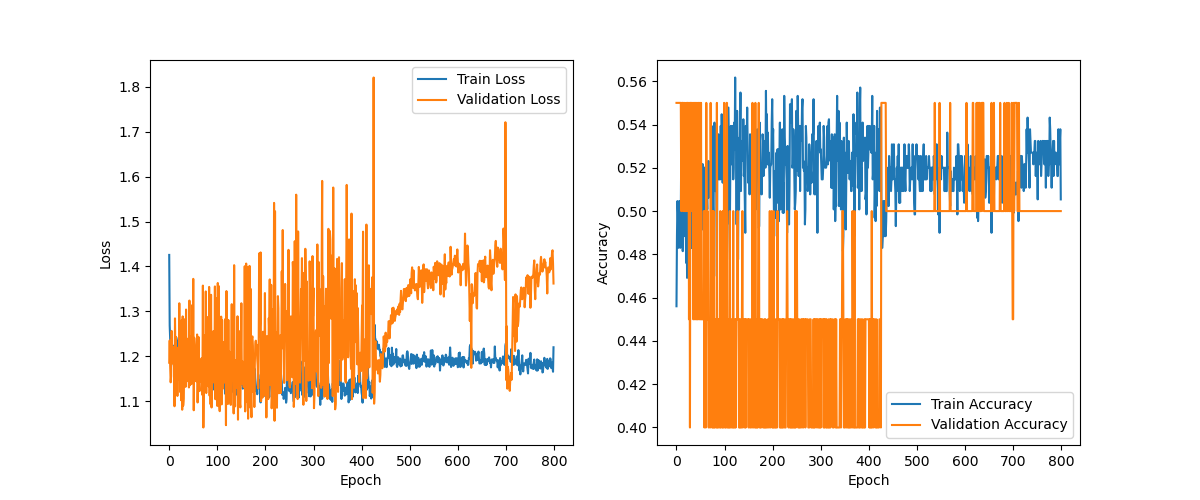 Train Loss
Validation Loss
1.8
1.7
1.6
1.5
1.4
1.3
1.2
1.1
Loss
0 100 200 300 400 500 600 700 800
Epoch
0.56
0.54
0.52
0.50
0.48
0.46
0.44
0.42
0.40
Accuracy
Train Accuracy
Validation Accuracy
0 100 200 300 400 500 600 700 800
Epoch